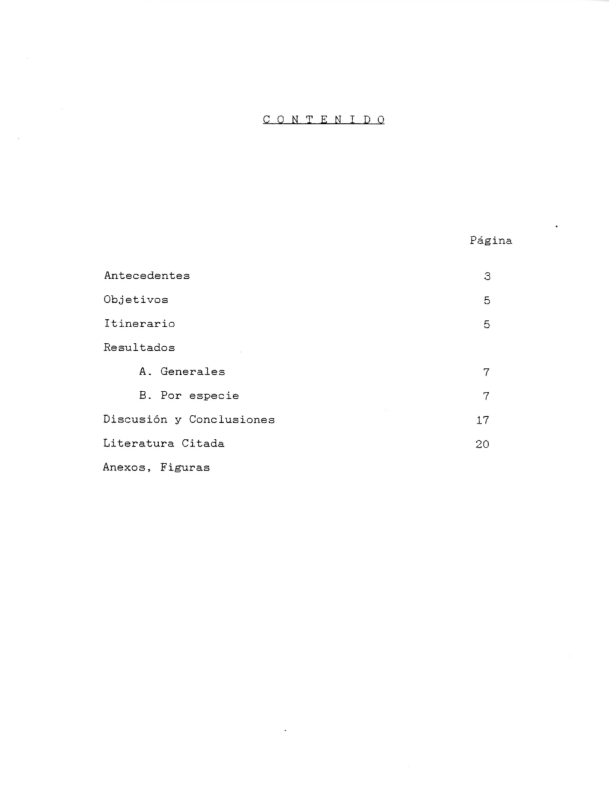 C O N T E N I D O
Página
Antecedentes 3
Objetivos 5
Itinerario 5
Resultados
A. Generales 7
B. Por especie 7
Discusión y Conclusiones 17
Literatura Citada 20
Anexos, Figuras